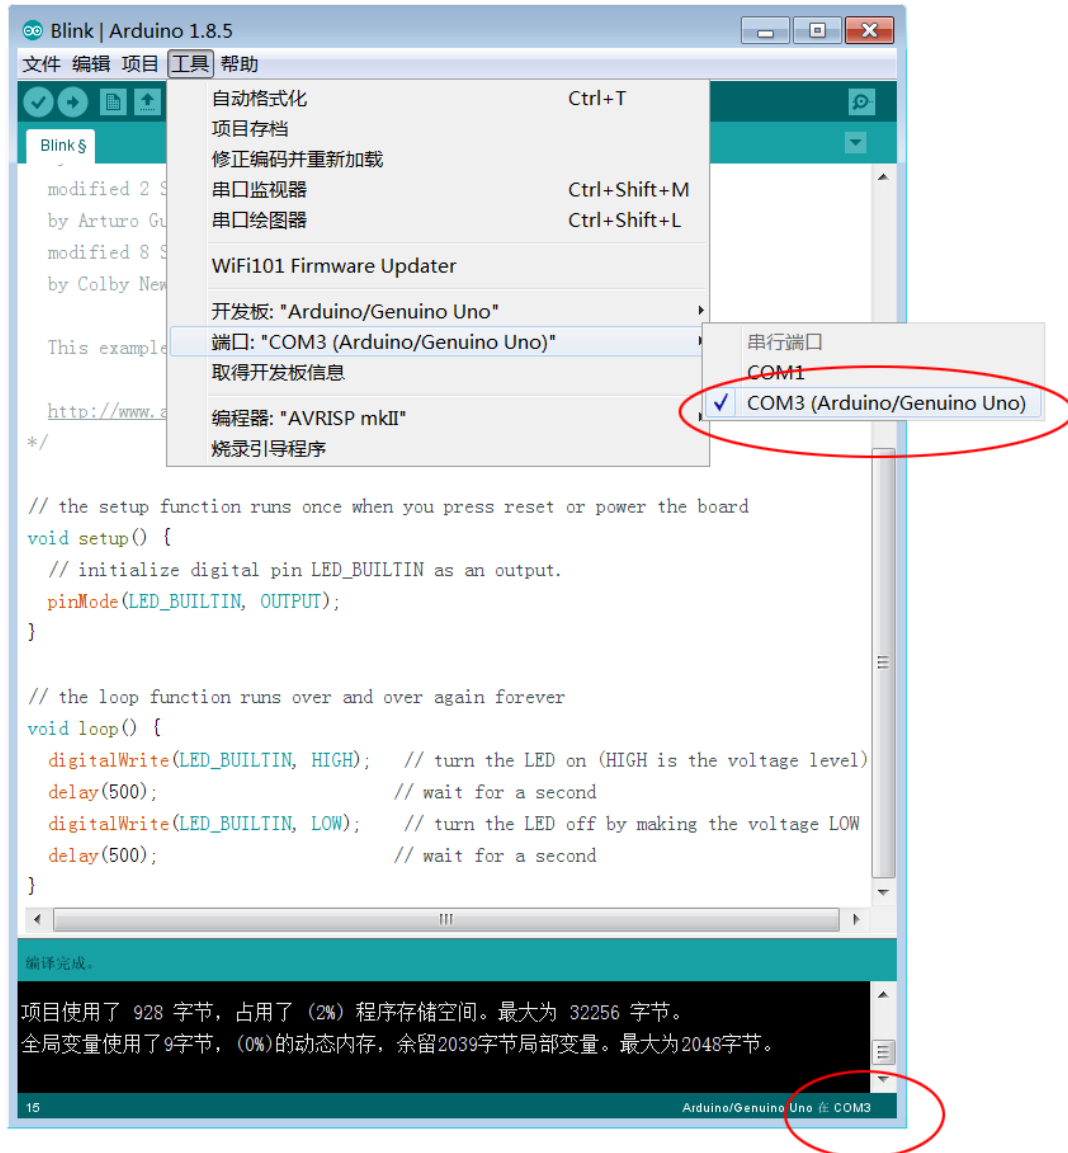 Blink | Arduino 1.8.5
文件 编辑 项目 工具 帮助
自动格式化 Ctrl+T
项目存档
修正编码并重新加载
串口监视器 Ctrl+Shift+M
串口绘图器 Ctrl+Shift+L
WiFi101 Firmware Updater
开发板: "Arduino/Genuino Uno"
端口: "COM3 (Arduino/Genuino Uno)"
取得开发板信息
编程器: "AVRISP mkII"
烧录引导程序
串行端口
COM1
COM3 (Arduino/Genuino Uno)
Blink §
modified 2 S
by Arturo Gu
modified 8 S
by Colby New
This example
http://www.a
*/
// the setup function runs once when you press reset or power the board
void setup() {
// initialize digital pin LED_BUILTIN as an output.
pinMode(LED_BUILTIN, OUTPUT);
}
// the loop function runs over and over again forever
void loop() {
digitalWrite(LED_BUILTIN, HIGH); // turn the LED on (HIGH is the voltage level)
delay(500); // wait for a second
digitalWrite(LED_BUILTIN, LOW); // turn the LED off by making the voltage LOW
delay(500); // wait for a second
}
编译完成。
项目使用了 928 字节，占用了 (2%) 程序存储空间。最大为 32256 字节。
全局变量使用了9字节，(0%)的动态内存，余留2039字节局部变量。最大为2048字节。
15 Arduino/Genuino Uno 在 COM3